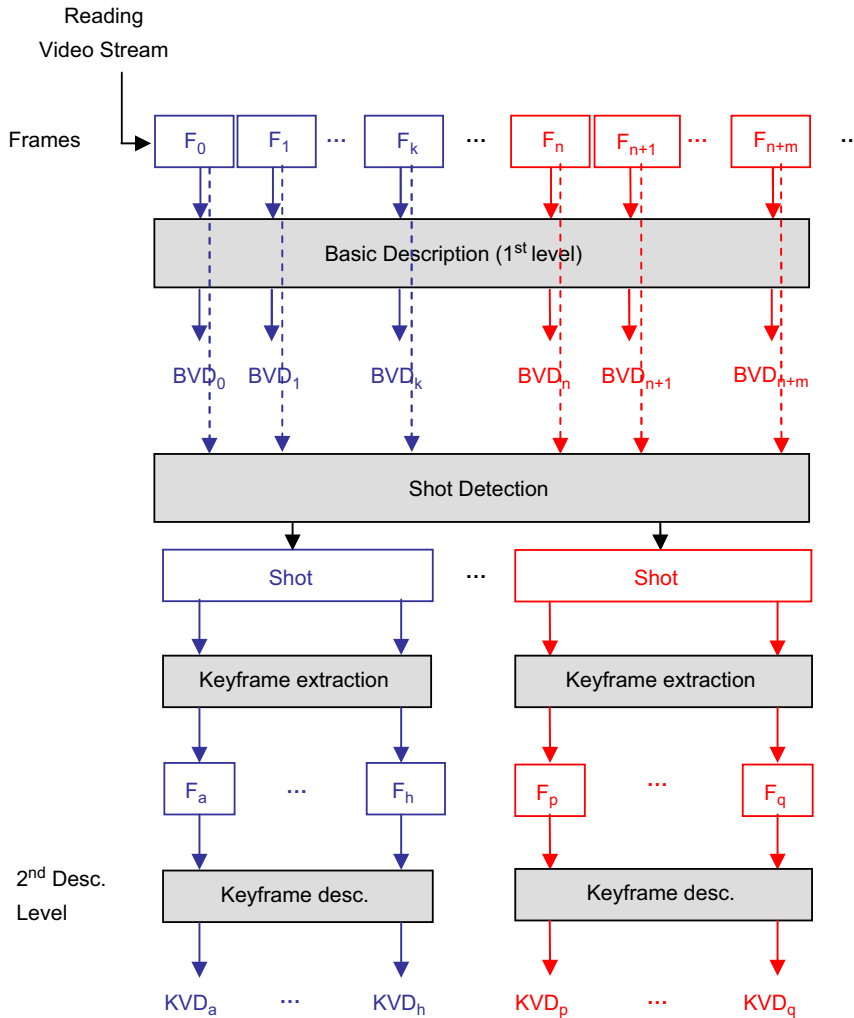 Reading
Video Stream
Frames F₀ F₁ ... Fₖ ... Fₙ Fₙ₊₁ ... Fₙ₊ₘ ..
Basic Description (1ˢᵗ level)
BVD₀ BVD₁ BVDₖ BVDₙ BVDₙ₊₁ BVDₙ₊ₘ
Shot Detection
Shot ... Shot
Keyframe extraction Keyframe extraction
Fₐ ... Fₕ Fₚ ... F_q
2ⁿᵈ Desc.
Level
Keyframe desc. Keyframe desc.
KVDₐ ... KVDₕ KVDₚ ... KVD_q